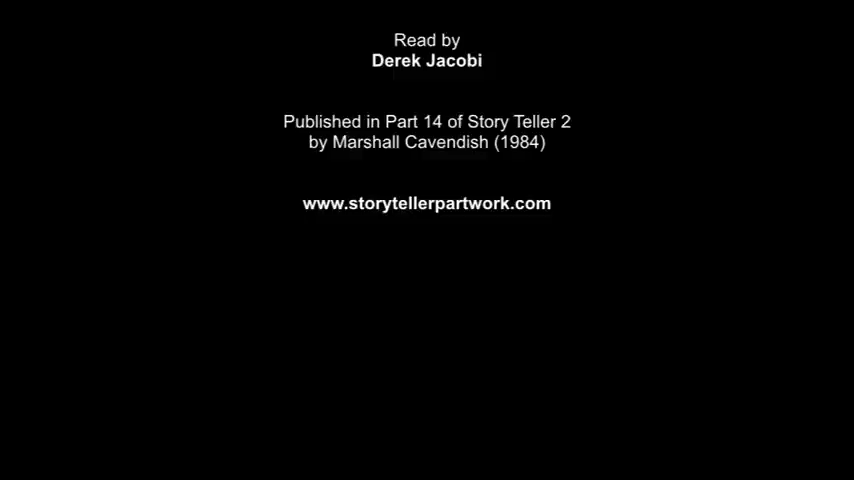 Read by
Derek Jacobi
Published in Part 14 of Story Teller 2
by Marshall Cavendish (1984)
www.storytellerpartwork.com